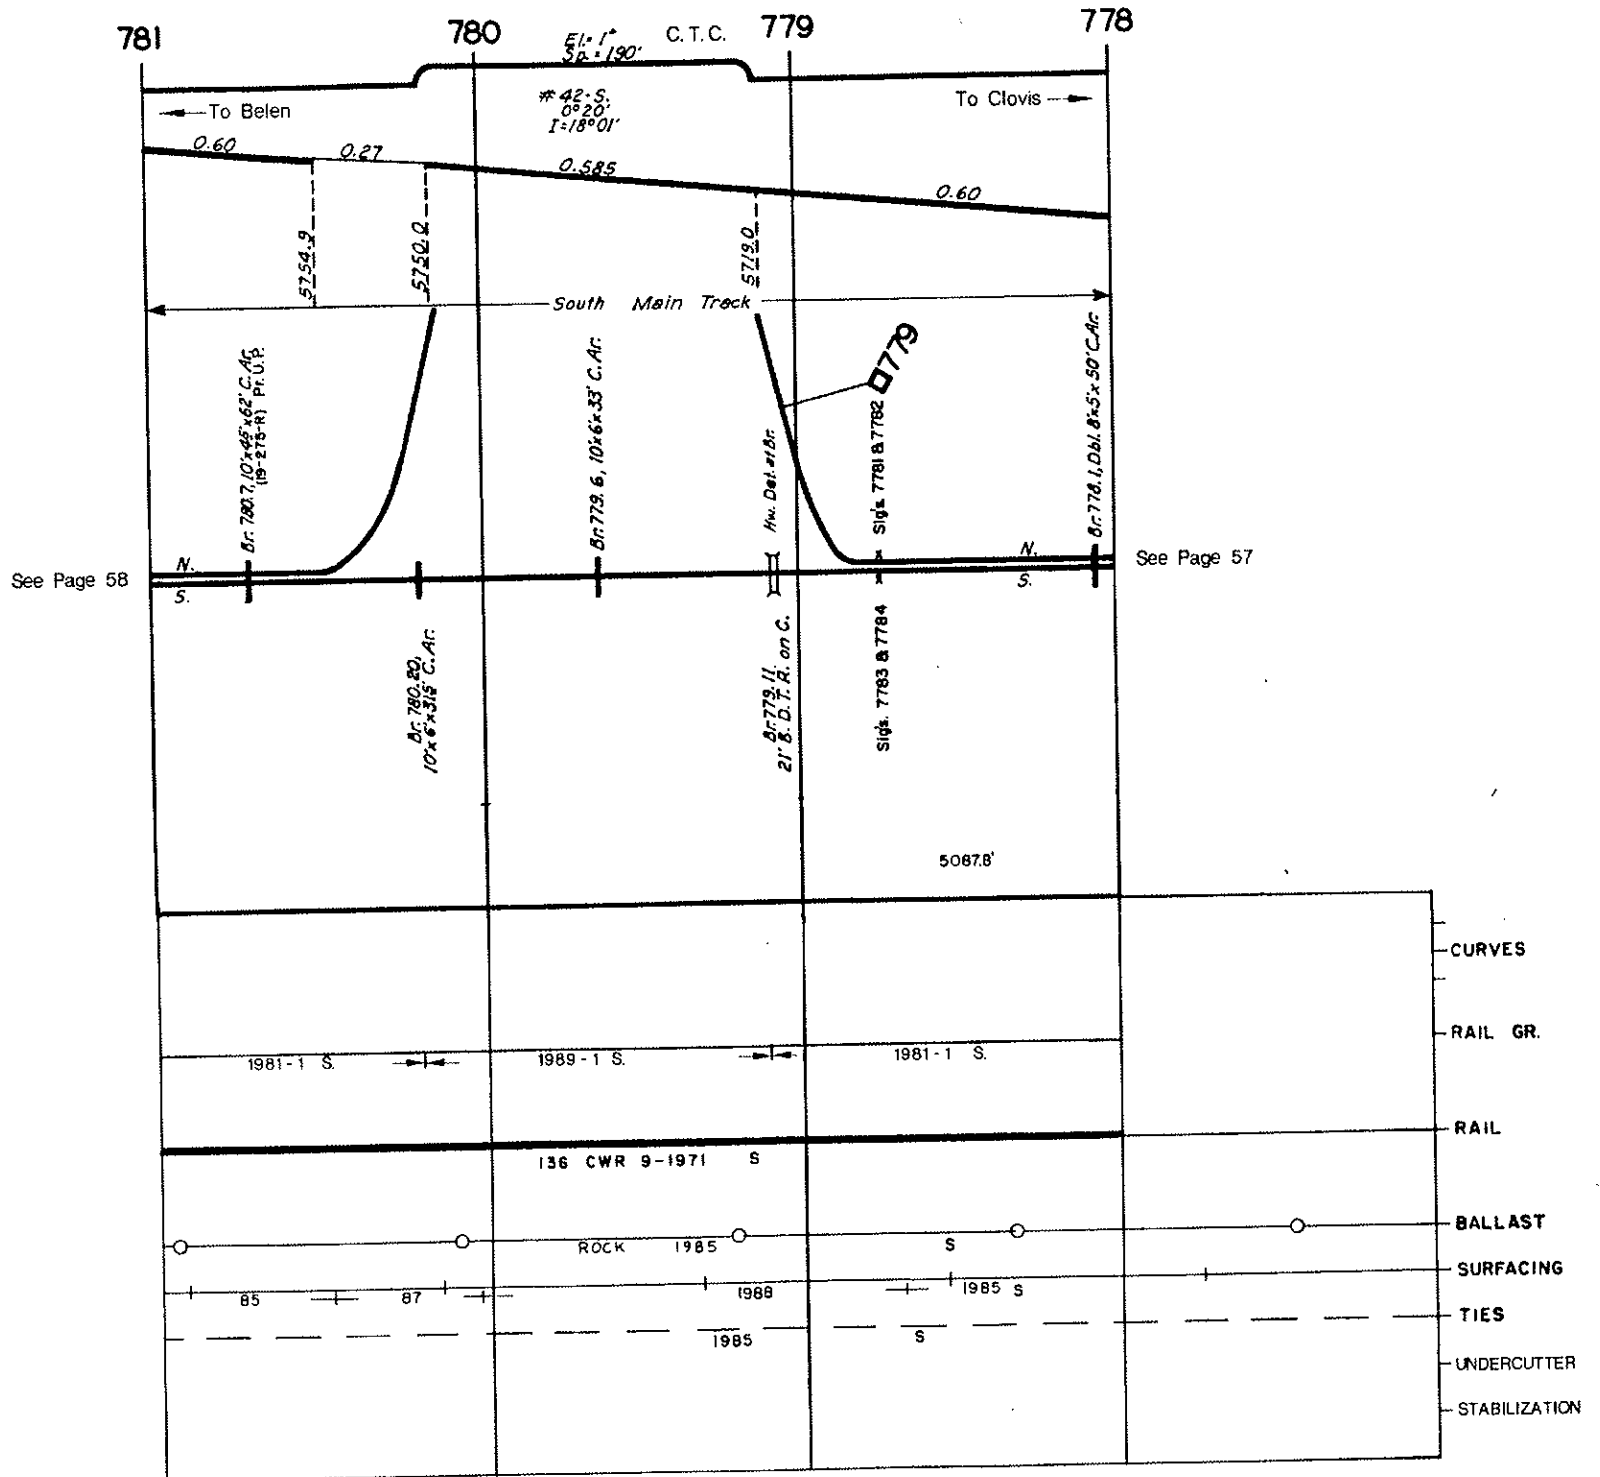 781
780
779
778
El.= 1"
Sp. = 190'
C. T. C.
To Belen
# 42-S.
0°20'
I=18°01'
To Clovis
0.60
0.27
0.585
0.60
5754.9
5750.0
5719.0
South Main Track
Br. 780.7, 10'x45'x62' C. Ar.
(19-275-R) Pr. U.P.
Br. 779.6, 10'x6'x33' C. Ar.
Hw. Det. at Br.
Sig's. 7781 & 7782
779
Br. 778.1, Dbl. 8'x5'x50' C. Ar.
See Page 58
N.
S.
N.
S.
See Page 57
Br. 780.20,
10'x6'x315' C. Ar.
Br. 779.11
21' B. D. T. R. on C.
Sig's. 7783 & 7784
5087.8'
CURVES
RAIL GR.
1981-1 S.
1989-1 S.
1981-1 S.
RAIL
136 CWR 9-1971 S
BALLAST
ROCK 1985 S
SURFACING
85
87
1988
1985 S
TIES
1985 S
UNDERCUTTER
STABILIZATION